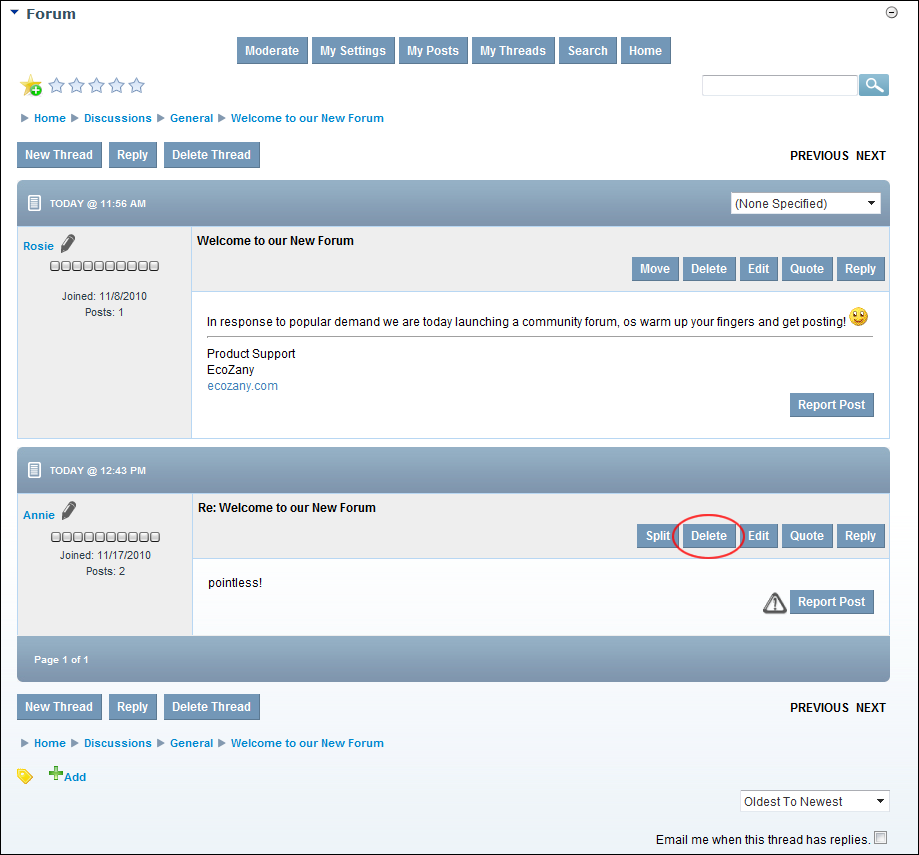 Forum
Moderate My Settings My Posts My Threads Search Home
Home Discussions General Welcome to our New Forum
New Thread Reply Delete Thread PREVIOUS NEXT
TODAY @ 11:56 AM (None Specified)
Rosie Welcome to our New Forum
Move Delete Edit Quote Reply
Joined: 11/8/2010
Posts: 1
In response to popular demand we are today launching a community forum, os warm up your fingers and get posting!
Product Support
EcoZany
ecozany.com
Report Post
TODAY @ 12:43 PM
Annie Re: Welcome to our New Forum
Split Delete Edit Quote Reply
Joined: 11/17/2010
Posts: 2
pointless!
Report Post
Page 1 of 1
New Thread Reply Delete Thread PREVIOUS NEXT
Home Discussions General Welcome to our New Forum
Add
Oldest To Newest
Email me when this thread has replies.